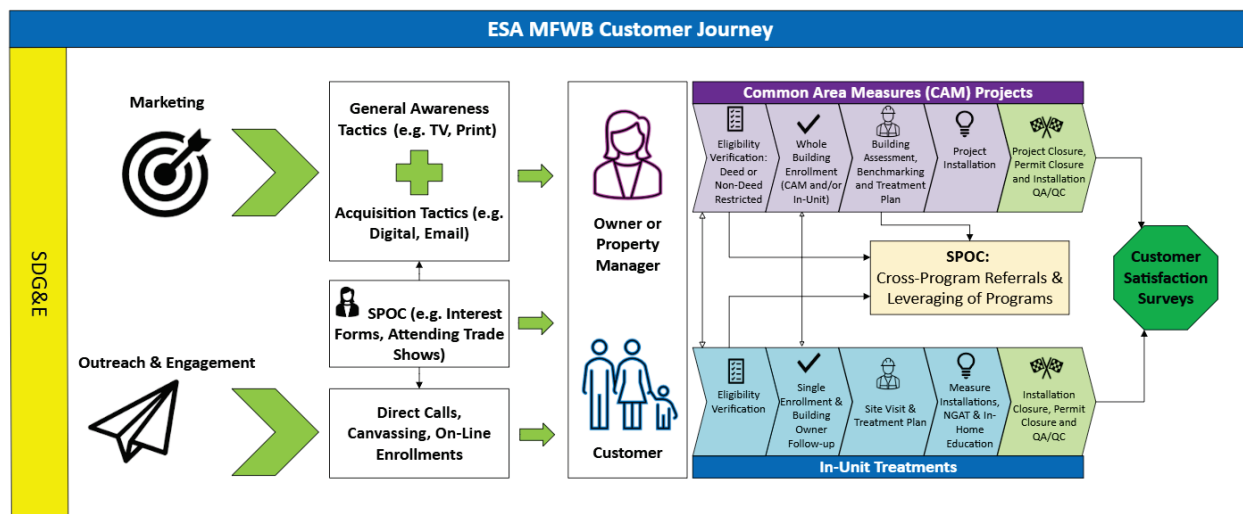 ESA MFWB Customer Journey
SDG&E
Marketing
Outreach & Engagement
General Awareness
Tactics (e.g. TV, Print)
Acquisition Tactics (e.g.
Digital, Email)
SPOC (e.g. Interest
Forms, Attending Trade
Shows)
Direct Calls,
Canvassing, On-Line
Enrollments
Owner or
Property
Manager
Customer
Common Area Measures (CAM) Projects
Eligibility
Verification:
Deed or
Non-Deed
Restricted
Whole
Building
Enrollment
(CAM and/or
In-Unit)
Building
Assessment,
Benchmarking
and Treatment
Plan
Project
Installation
Project Closure,
Permit Closure
and Installation
QA/QC
SPOC:
Cross-Program Referrals &
Leveraging of Programs
Customer
Satisfaction
Surveys
Eligibility
Verification
Single
Enrollment &
Building
Owner
Follow-up
Site Visit &
Treatment Plan
Measure
Installations,
NGAT & In-
Home
Education
Installation
Closure, Permit
Closure and
QA/QC
In-Unit Treatments